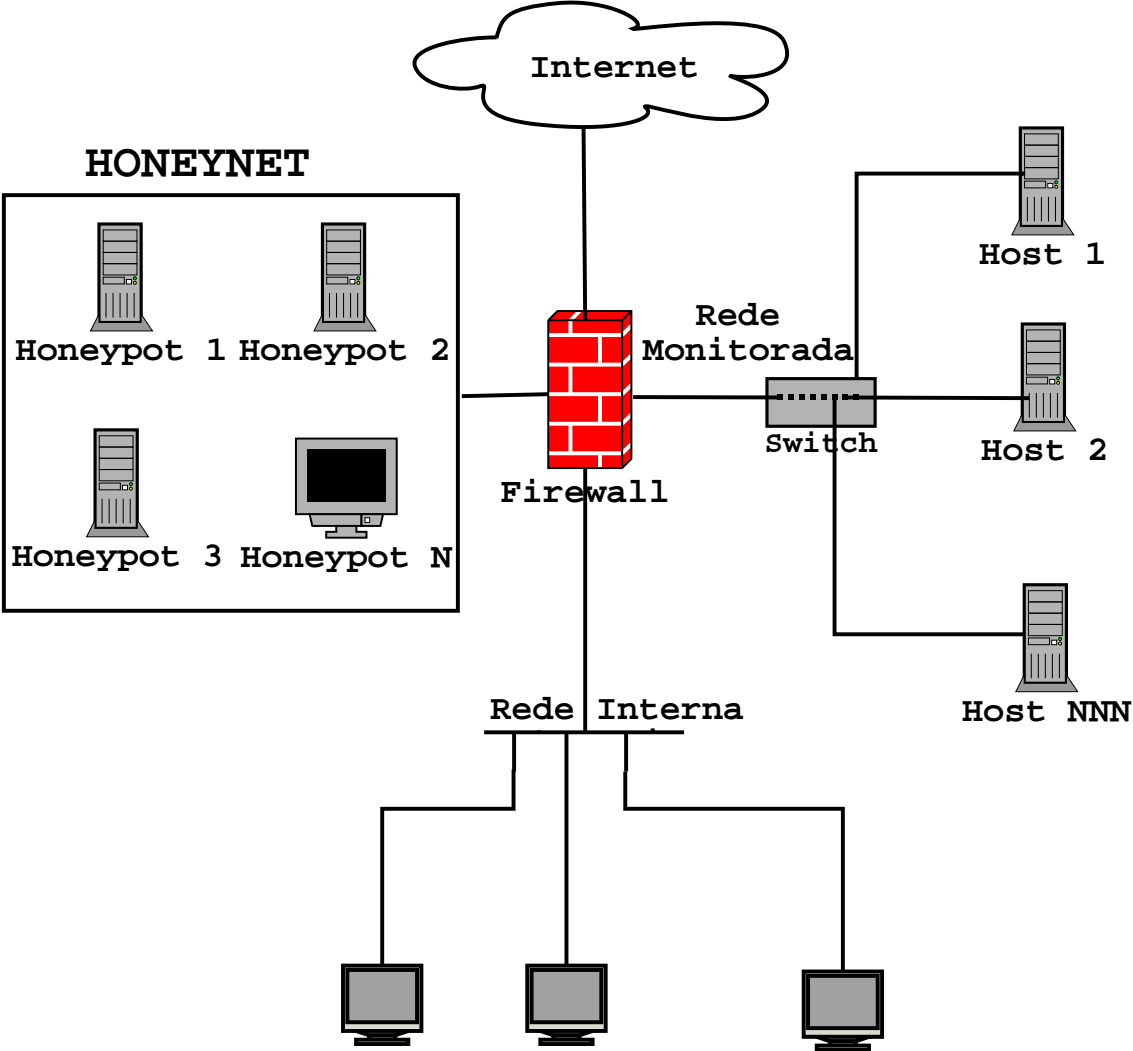 Internet
HONEYNET
Host 1
Rede
Monitorada
Honeypot 1
Honeypot 2
Switch
Host 2
Firewall
Honeypot 3
Honeypot N
Rede Interna
Host NNN